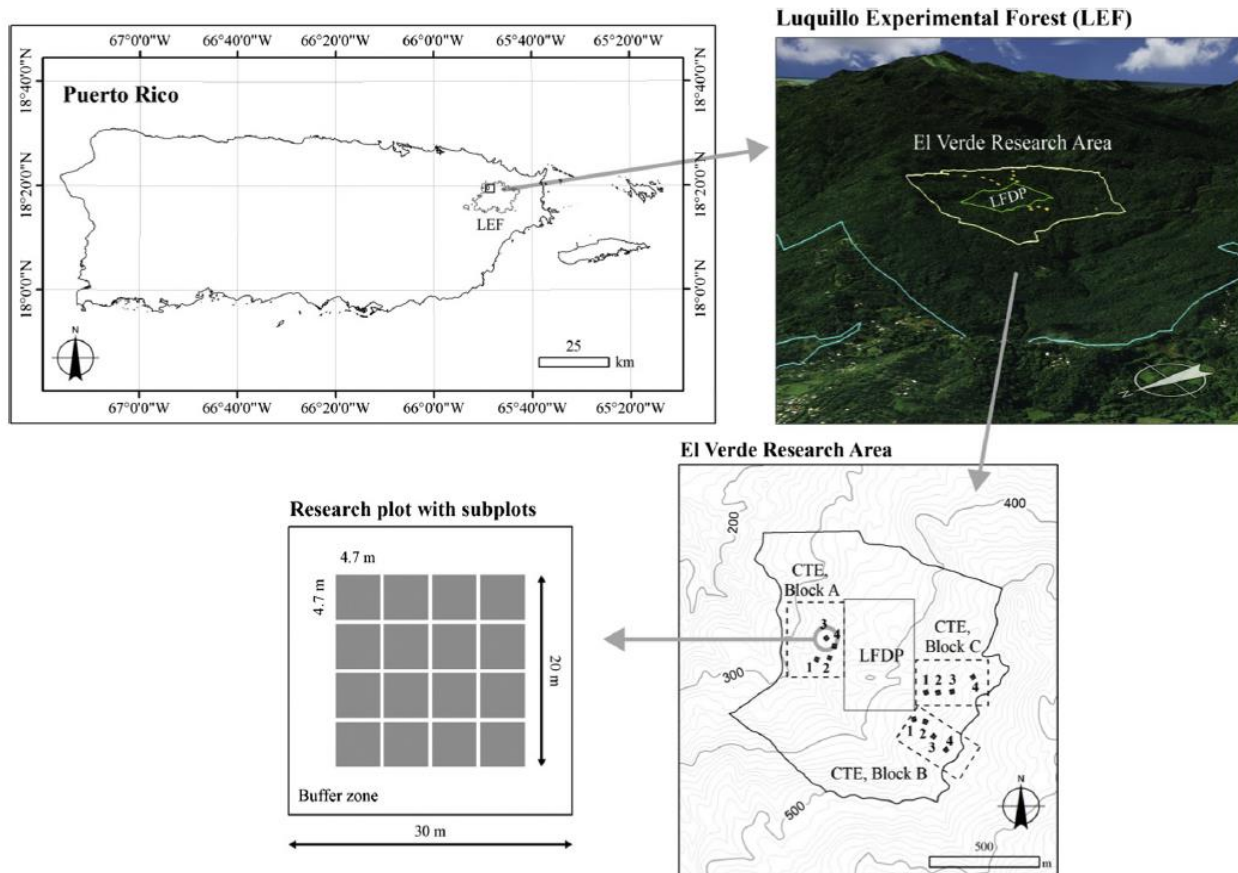 Puerto Rico
67°0'0"W 66°40'0"W 66°20'0"W 66°0'0"W 65°40'0"W 65°20'0"W
18°40'0"N
18°20'0"N
18°0'0"N
18°40'0"N
18°20'0"N
18°0'0"N
LEF
N
25
km
67°0'0"W 66°40'0"W 66°20'0"W 66°0'0"W 65°40'0"W 65°20'0"W
Luquillo Experimental Forest (LEF)
El Verde Research Area
LFDP
N
Research plot with subplots
4.7 m
4.7 m
20 m
Buffer zone
30 m
El Verde Research Area
200
400
CTE,
Block A
3
4
1 2
LFDP
CTE,
Block C
1 2 3
4
300
1
2
3
4
CTE, Block B
500
N
500
m